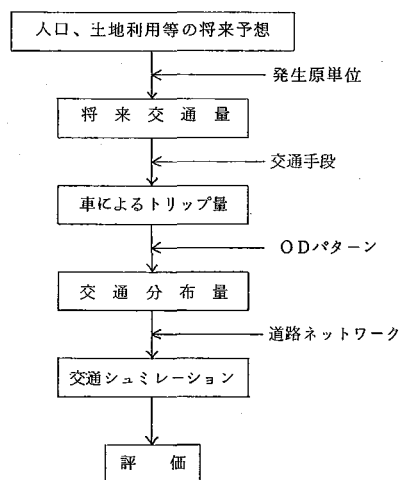 人口、土地利用等の将来予想
発生原単位
将来交通量
交通手段
車によるトリップ量
ODパターン
交通分布量
道路ネットワーク
交通シュミレーション
評価